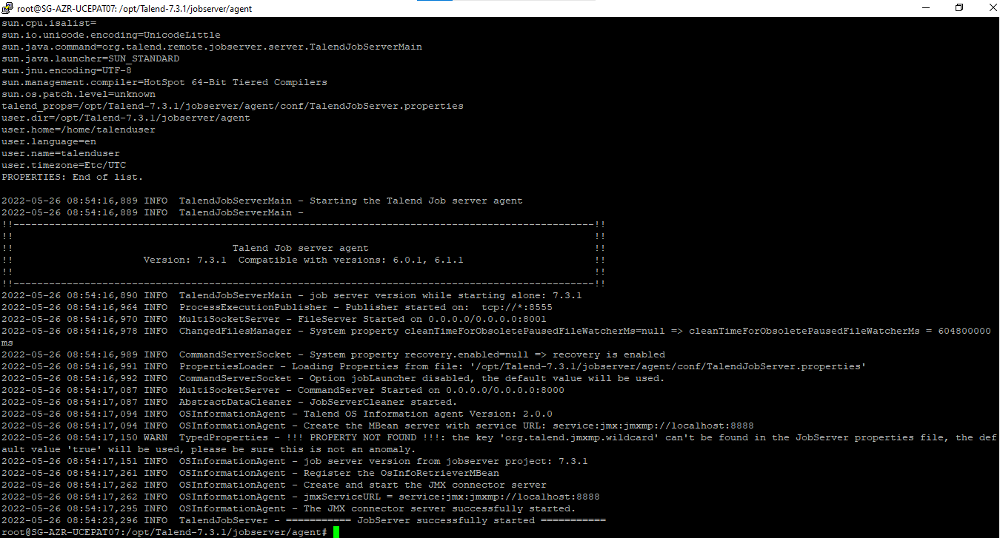 root@SG-AZR-UCEPAT07: /opt/Talend-7.3.1/jobserver/agent
sun.cpu.isalist=
sun.io.unicode.encoding=UnicodeLittle
sun.java.command=org.talend.remote.jobserver.server.TalendJobServerMain
sun.java.launcher=SUN_STANDARD
sun.jnu.encoding=UTF-8
sun.management.compiler=HotSpot 64-Bit Tiered Compilers
sun.os.patch.level=unknown
talend_props=/opt/Talend-7.3.1/jobserver/agent/conf/TalendJobServer.properties
user.dir=/opt/Talend-7.3.1/jobserver/agent
user.home=/home/talenduser
user.language=en
user.name=talenduser
user.timezone=Etc/UTC
PROPERTIES: End of list.

2022-05-26 08:54:16,889 INFO  TalendJobServerMain - Starting the Talend Job server agent
2022-05-26 08:54:16,889 INFO  TalendJobServerMain -
!!--------------------------------------------------------------------------------------------------!!
!!                                                                                                  !!
!!                                     Talend Job server agent                                      !!
!!                      Version: 7.3.1  Compatible with versions: 6.0.1, 6.1.1                      !!
!!                                                                                                  !!
!!--------------------------------------------------------------------------------------------------!!
2022-05-26 08:54:16,890 INFO  TalendJobServerMain - job server version while starting alone: 7.3.1
2022-05-26 08:54:16,964 INFO  ProcessExecutionPublisher - Publisher started on:  tcp://*:8555
2022-05-26 08:54:16,970 INFO  MultiSocketServer - FileServer Started on 0.0.0.0/0.0.0.0:8001
2022-05-26 08:54:16,978 INFO  ChangedFilesManager - System property cleanTimeForObsoletePausedFileWatcherMs=null => cleanTimeForObsoletePausedFileWatcherMs = 604800000
ms
2022-05-26 08:54:16,989 INFO  CommandServerSocket - System property recovery.enabled=null => recovery is enabled
2022-05-26 08:54:16,991 INFO  PropertiesLoader - Loading Properties from file: '/opt/Talend-7.3.1/jobserver/agent/conf/TalendJobServer.properties'
2022-05-26 08:54:16,992 INFO  CommandServerSocket - Option jobLauncher disabled, the default value will be used.
2022-05-26 08:54:17,087 INFO  MultiSocketServer - CommandServer Started on 0.0.0.0/0.0.0.0:8000
2022-05-26 08:54:17,087 INFO  AbstractDataCleaner - JobServerCleaner started.
2022-05-26 08:54:17,094 INFO  OSInformationAgent - Talend OS Information agent Version: 2.0.0
2022-05-26 08:54:17,094 INFO  OSInformationAgent - Create the MBean server with service URL: service:jmx:jmxmp://localhost:8888
2022-05-26 08:54:17,150 WARN  TypedProperties - !!! PROPERTY NOT FOUND !!!: the key 'org.talend.jmxmp.wildcard' can't be found in the JobServer properties file, the def
ault value 'true' will be used, please be sure this is not an anomaly.
2022-05-26 08:54:17,151 INFO  OSInformationAgent - job server version from jobserver project: 7.3.1
2022-05-26 08:54:17,261 INFO  OSInformationAgent - Register the OsInfoRetrieverMBean
2022-05-26 08:54:17,262 INFO  OSInformationAgent - Create and start the JMX connector server
2022-05-26 08:54:17,262 INFO  OSInformationAgent - jmxServiceURL = service:jmx:jmxmp://localhost:8888
2022-05-26 08:54:17,295 INFO  OSInformationAgent - The JMX connector server successfully started.
2022-05-26 08:54:23,296 INFO  TalendJobServer - =========== JobServer successfully started ===========
root@SG-AZR-UCEPAT07:/opt/Talend-7.3.1/jobserver/agent#